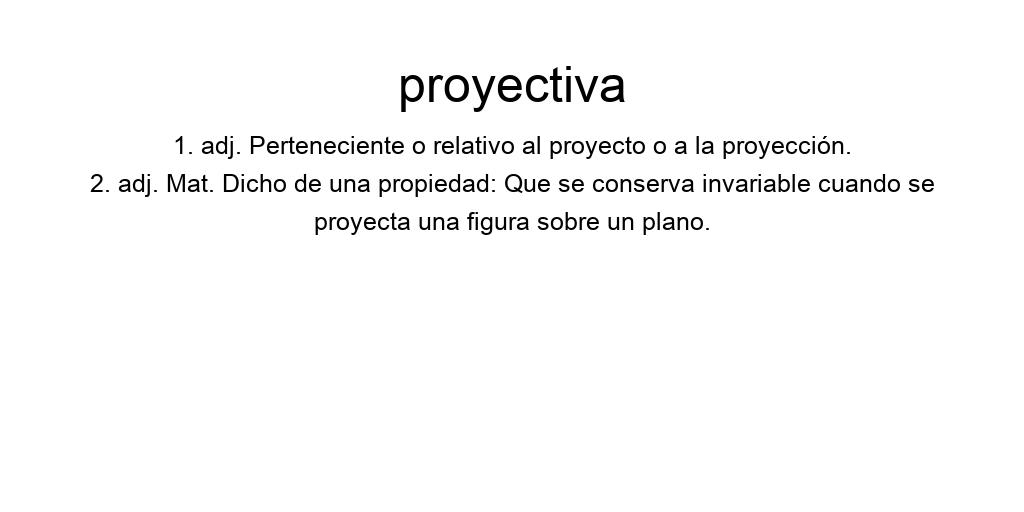 proyectiva
1. adj. Perteneciente o relativo al proyecto o a la proyección.
2. adj. Mat. Dicho de una propiedad: Que se conserva invariable cuando se
proyecta una figura sobre un plano.